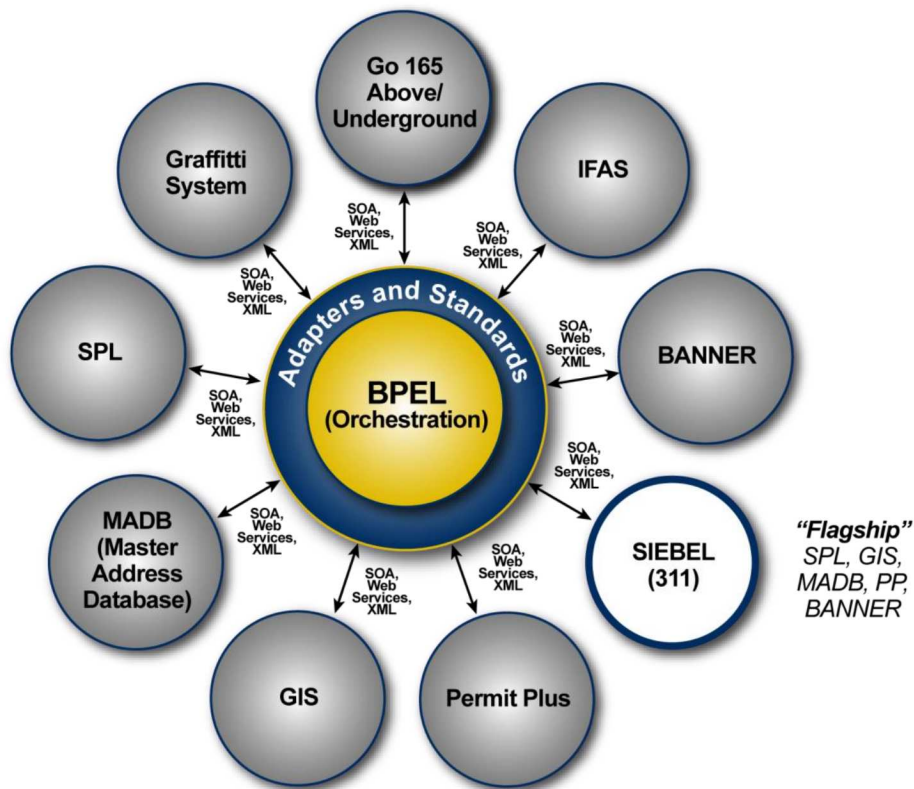 Go 165
Above/
Underground
Graffitti
System
IFAS
SOA,
Web
Services,
XML
SOA,
Web
Services,
XML
SOA,
Web
Services,
XML
Adapters and Standards
SPL
BANNER
SOA,
Web
Services,
XML
SOA,
Web
Services,
XML
BPEL
(Orchestration)
SOA,
Web
Services,
XML
MADB
(Master
Address
Database)
SOA,
Web
Services,
XML
SIEBEL
(311)
“Flagship”
SPL, GIS,
MADB, PP,
BANNER
SOA,
Web
Services,
XML
SOA,
Web
Services,
XML
GIS
Permit Plus